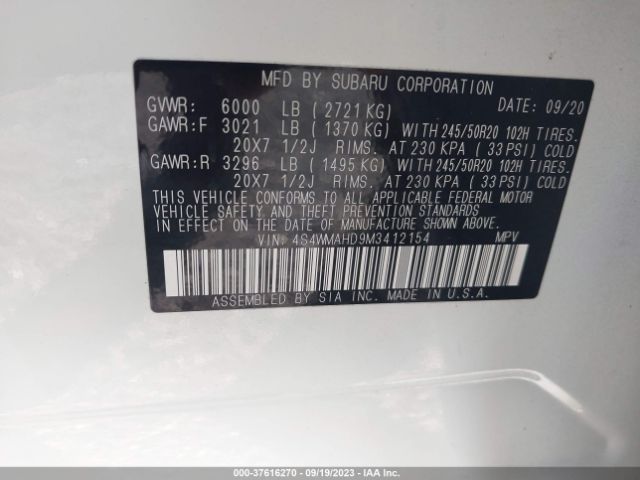 MFD BY SUBARU CORPORATION
GVWR: 6000 LB ( 2721 KG) DATE: 09/20
GAWR:F 3021 LB ( 1370 KG) WITH 245/50R20 102H TIRES.
20X7 1/2J RIMS. AT 230 KPA ( 33 PSI) COLD
GAWR:R 3296 LB ( 1495 KG) WITH 245/50R20 102H TIRES.
20X7 1/2J RIMS. AT 230 KPA ( 33 PSI) COLD
THIS VEHICLE CONFORMS TO ALL APPLICABLE FEDERAL MOTOR
VEHICLE SAFETY AND THEFT PREVENTION STANDARDS
IN EFFECT ON THE DATE OF MANUFACTURE SHOWN ABOVE.
VIN: 4S4WMAHD9M3412154 MPV
ASSEMBLED BY SIA INC. MADE IN U.S.A.
000-37616270 - 09/19/2023 - IAA Inc.